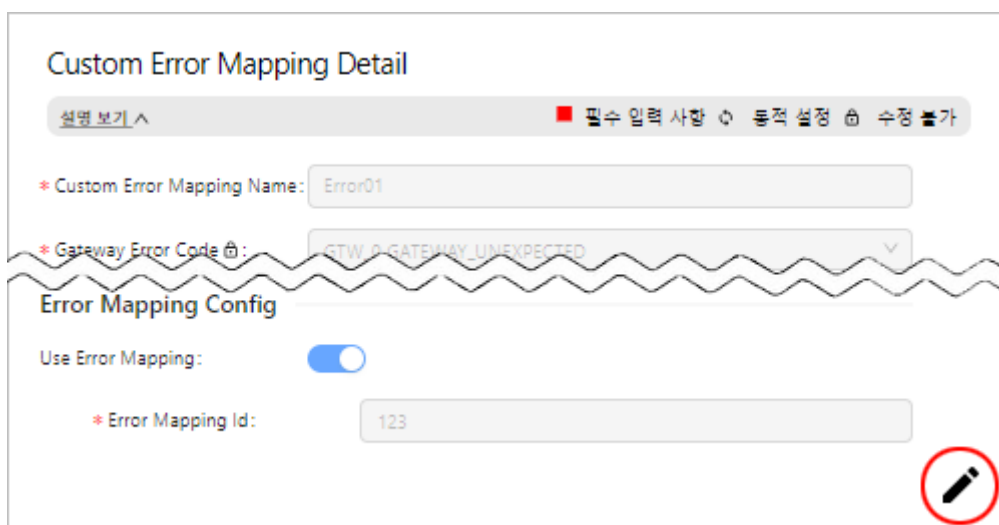 Custom Error Mapping Detail
설명 보기 필수 입력 사항 동적 설정 수정 불가
* Custom Error Mapping Name: Error01
* Gateway Error Code : GTW_0-GATEWAY_UNEXPECTED
Error Mapping Config
Use Error Mapping:
* Error Mapping Id: 123